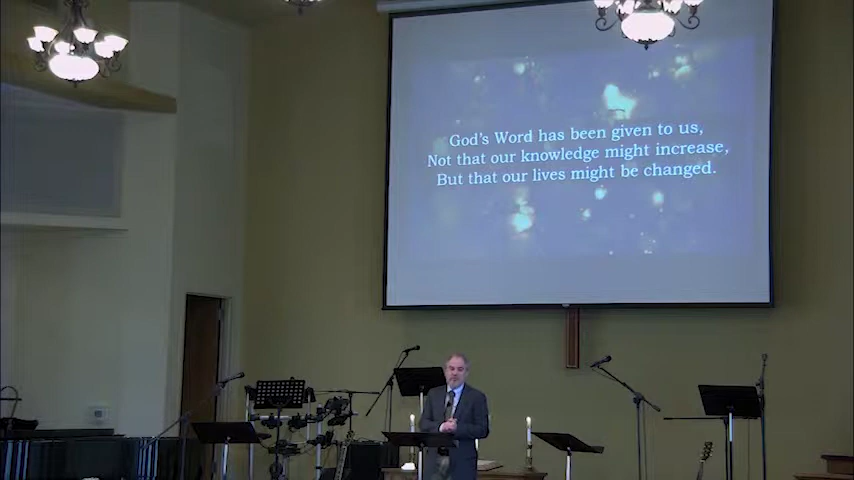 God's Word has been given to us,
Not that our knowledge might increase,
But that our lives might be changed.